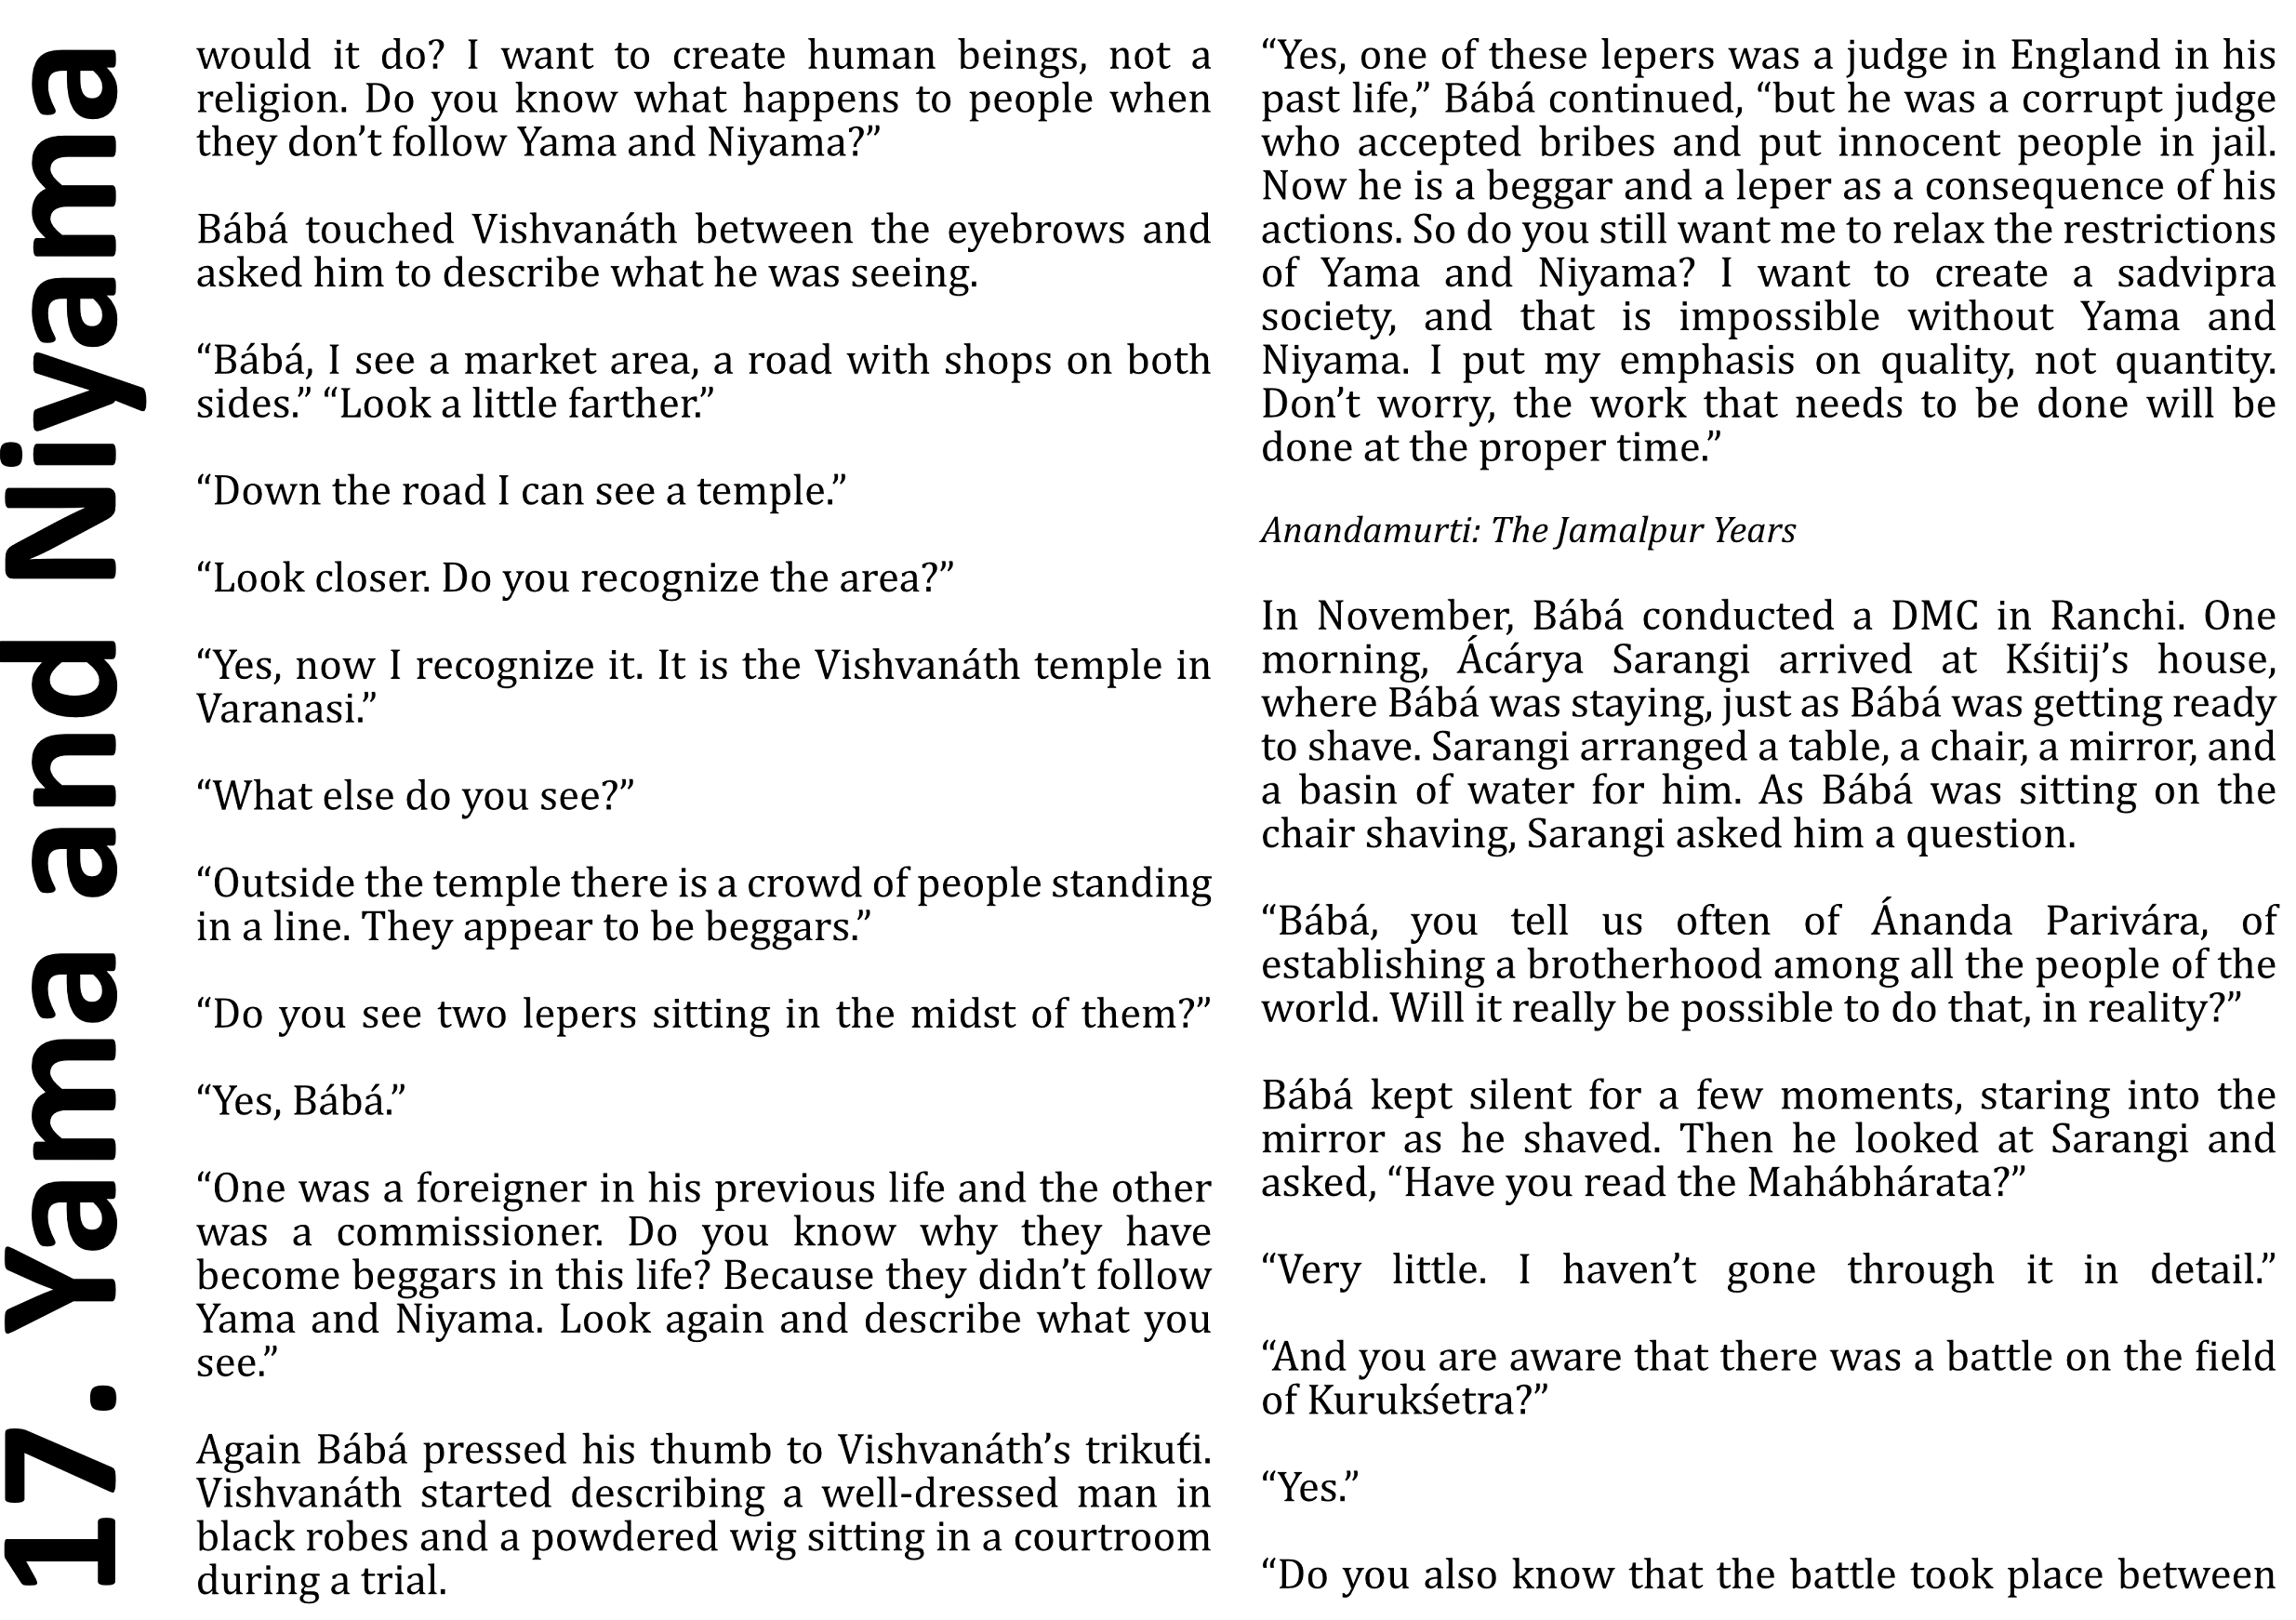 17. Yama and Niyama
would it do? I want to create human beings, not a
religion. Do you know what happens to people when
they don’t follow Yama and Niyama?”
Bábá touched Vishvanáth between the eyebrows and
asked him to describe what he was seeing.
“Bábá, I see a market area, a road with shops on both
sides.” “Look a little farther.”
“Down the road I can see a temple.”
“Look closer. Do you recognize the area?”
“Yes, now I recognize it. It is the Vishvanáth temple in
Varanasi.”
“What else do you see?”
“Outside the temple there is a crowd of people standing
in a line. They appear to be beggars.”
“Do you see two lepers sitting in the midst of them?”
“Yes, Bábá.”
“One was a foreigner in his previous life and the other
was a commissioner. Do you know why they have
become beggars in this life? Because they didn’t follow
Yama and Niyama. Look again and describe what you
see.”
Again Bábá pressed his thumb to Vishvanáth’s trikut́i.
Vishvanáth started describing a well-dressed man in
black robes and a powdered wig sitting in a courtroom
during a trial.
“Yes, one of these lepers was a judge in England in his
past life,” Bábá continued, “but he was a corrupt judge
who accepted bribes and put innocent people in jail.
Now he is a beggar and a leper as a consequence of his
actions. So do you still want me to relax the restrictions
of Yama and Niyama? I want to create a sadvipra
society, and that is impossible without Yama and
Niyama. I put my emphasis on quality, not quantity.
Don’t worry, the work that needs to be done will be
done at the proper time.”
Anandamurti: The Jamalpur Years
In November, Bábá conducted a DMC in Ranchi. One
morning, Ácárya Sarangi arrived at Kśitij’s house,
where Bábá was staying, just as Bábá was getting ready
to shave. Sarangi arranged a table, a chair, a mirror, and
a basin of water for him. As Bábá was sitting on the
chair shaving, Sarangi asked him a question.
“Bábá, you tell us often of Ánanda Parivára, of
establishing a brotherhood among all the people of the
world. Will it really be possible to do that, in reality?”
Bábá kept silent for a few moments, staring into the
mirror as he shaved. Then he looked at Sarangi and
asked, “Have you read the Mahábhárata?”
“Very little. I haven’t gone through it in detail.”
“And you are aware that there was a battle on the field
of Kurukśetra?”
“Yes.”
“Do you also know that the battle took place between